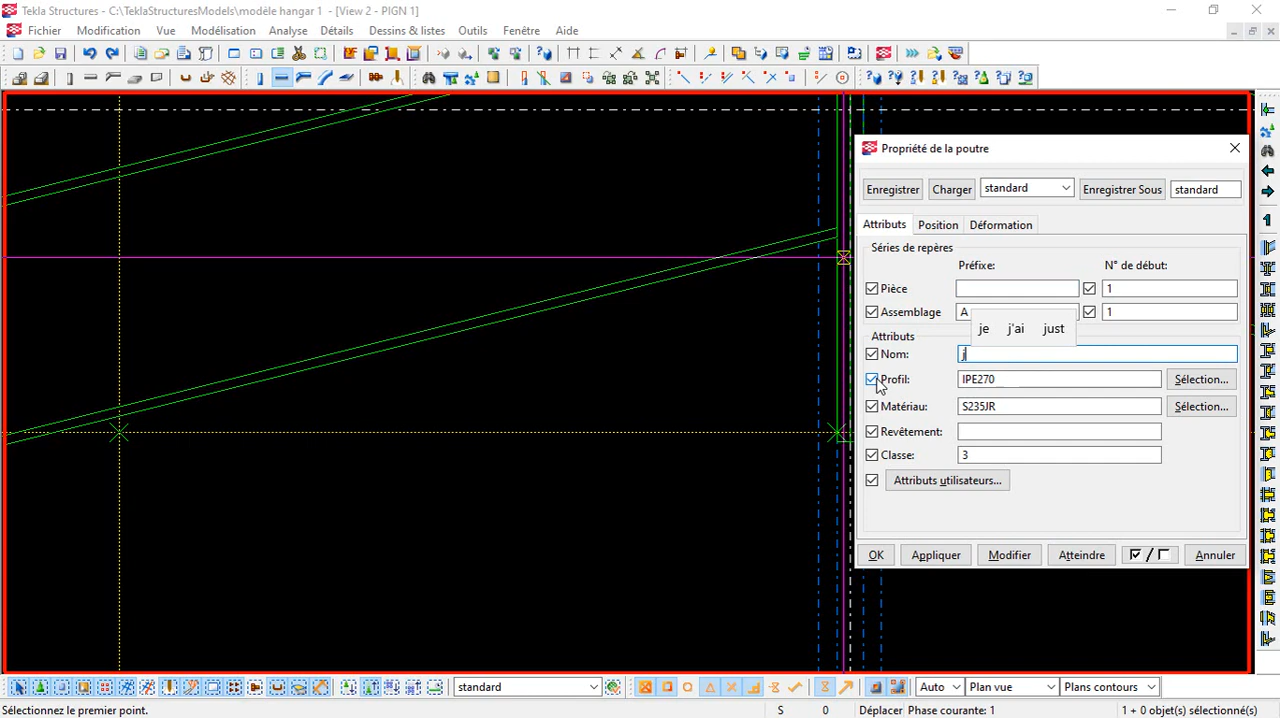 Tekla Structures - C:\TeklaStructuresModels\modèle hangar 1 - [View 2 - PIGN 1]
Fichier Modification Vue Modélisation Analyse Détails Dessins & listes Outils Fenêtre Aide
Propriété de la poutre
Enregistrer Charger standard Enregistrer Sous standard
Attributs Position Déformation
Séries de repères
Préfixe: N° de début:
Pièce 1
Assemblage A 1
je j'ai just
Attributs
Nom: j
Profil: IPE270 Sélection...
Matériau: S235JR Sélection...
Revêtement:
Classe: 3
Attributs utilisateurs...
OK Appliquer Modifier Atteindre / Annuler
standard Auto Plan vue Plans contours
Sélectionnez le premier point. S 0 Déplacer Phase courante: 1 1 + 0 objet(s) sélectionné(s)